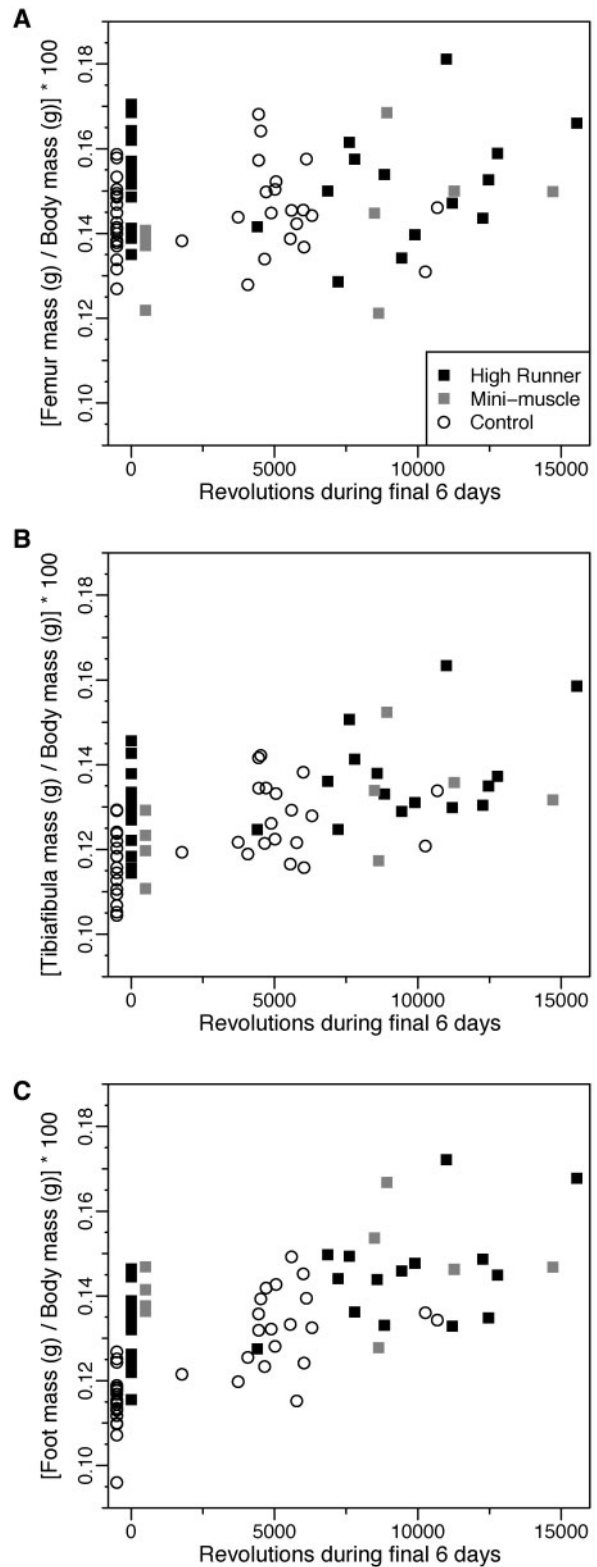 A
[Femur mass (g) / Body mass (g)] * 100
0.18
0.16
0.14
0.12
0.10
High Runner
Mini-muscle
Control
0 5000 10000 15000
Revolutions during final 6 days
B
[Tibiafibula mass (g) / Body mass (g)] * 100
0.18
0.16
0.14
0.12
0.10
0 5000 10000 15000
Revolutions during final 6 days
C
[Foot mass (g) / Body mass (g)] * 100
0.18
0.16
0.14
0.12
0.10
0 5000 10000 15000
Revolutions during final 6 days